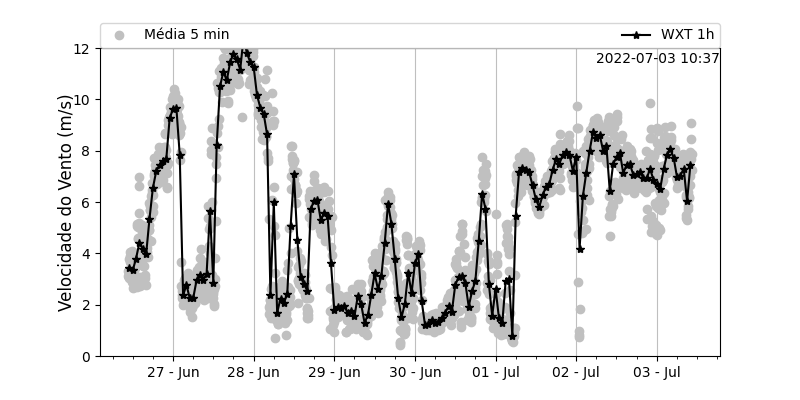 Média 5 min
WXT 1h
2022-07-03 10:37
Velocidade do Vento (m/s)
12
10
8
6
4
2
0
27 - Jun
28 - Jun
29 - Jun
30 - Jun
01 - Jul
02 - Jul
03 - Jul